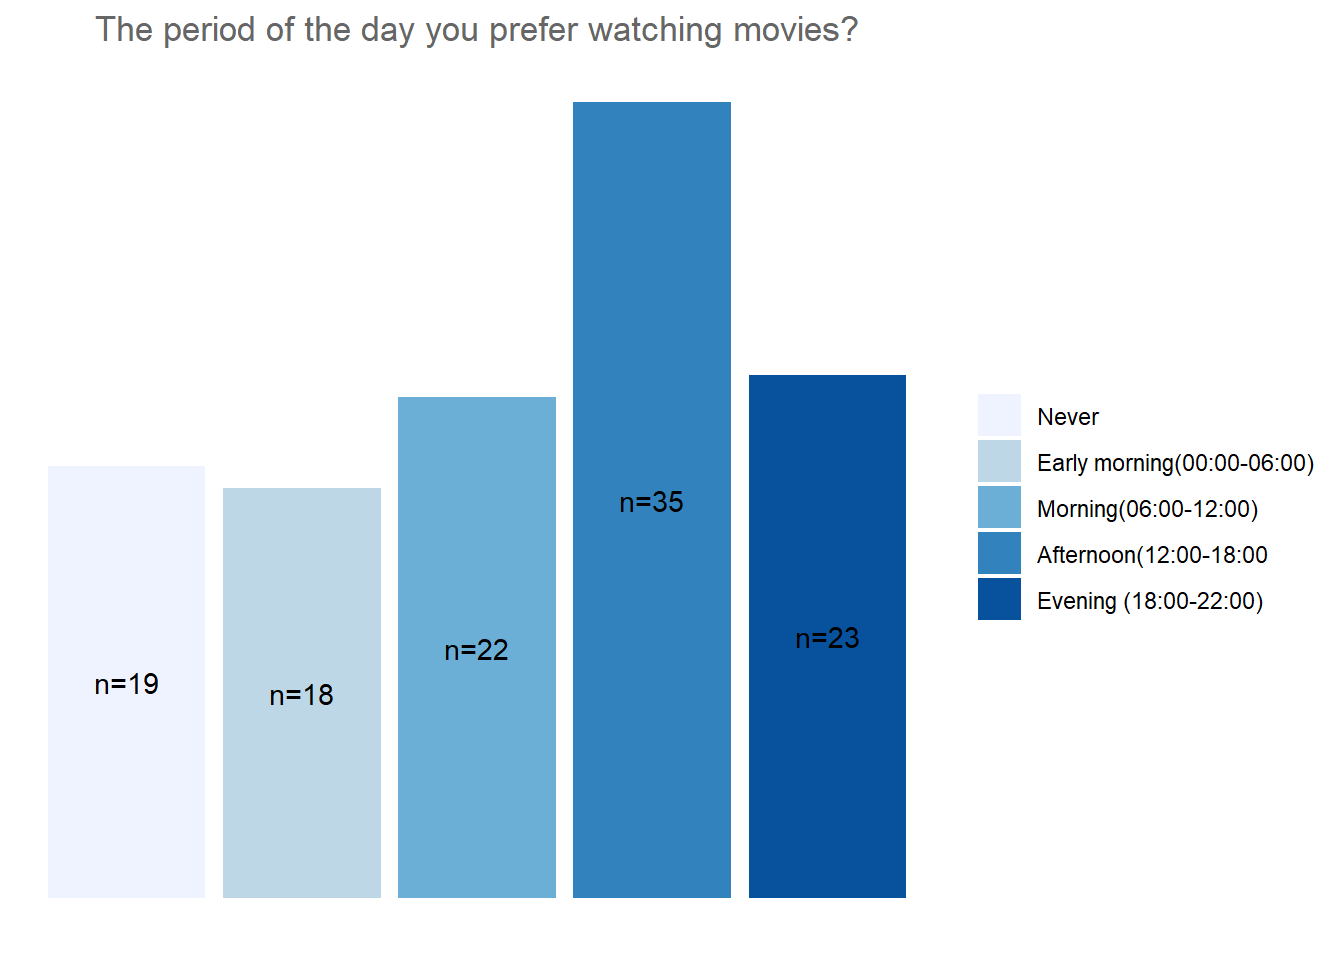 The period of the day you prefer watching movies?
n=19
n=18
n=22
n=35
n=23
Never
Early morning(00:00-06:00)
Morning(06:00-12:00)
Afternoon(12:00-18:00
Evening (18:00-22:00)